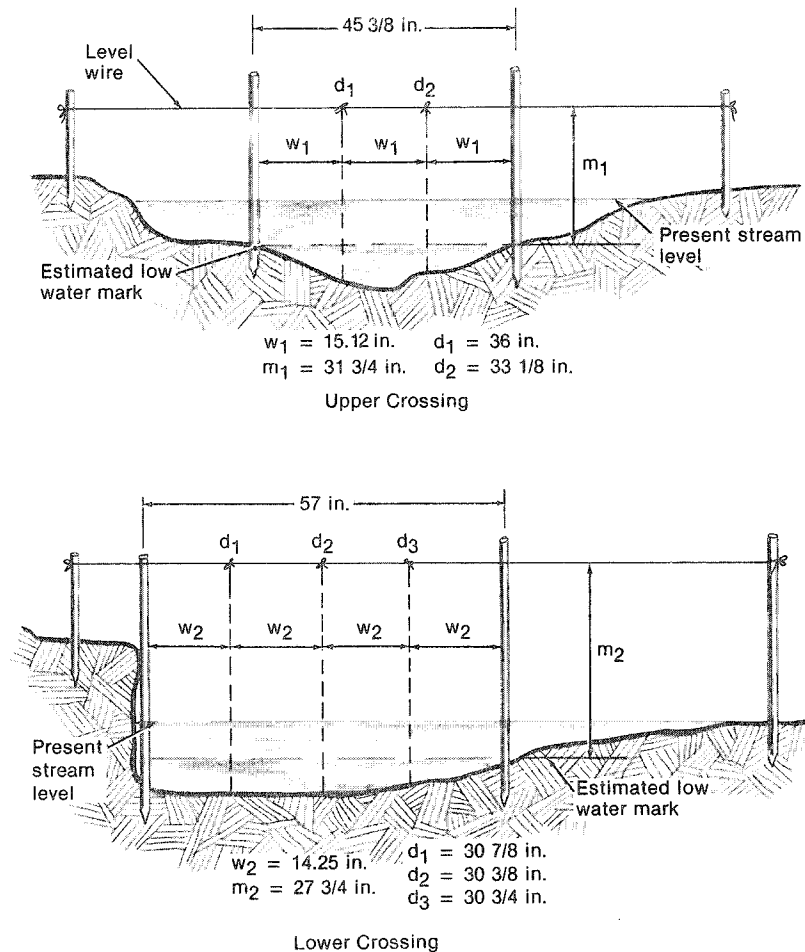 45 3/8 in.
Level
wire
d1
d2
w1
w1
w1
m1
Present stream
level
Estimated low
water mark
w1 = 15.12 in. d1 = 36 in.
m1 = 31 3/4 in. d2 = 33 1/8 in.
Upper Crossing
57 in.
d1
d2
d3
w2
w2
w2
w2
m2
Present
stream
level
Estimated low
water mark
w2 = 14.25 in.
m2 = 27 3/4 in.
d1 = 30 7/8 in.
d2 = 30 3/8 in.
d3 = 30 3/4 in.
Lower Crossing